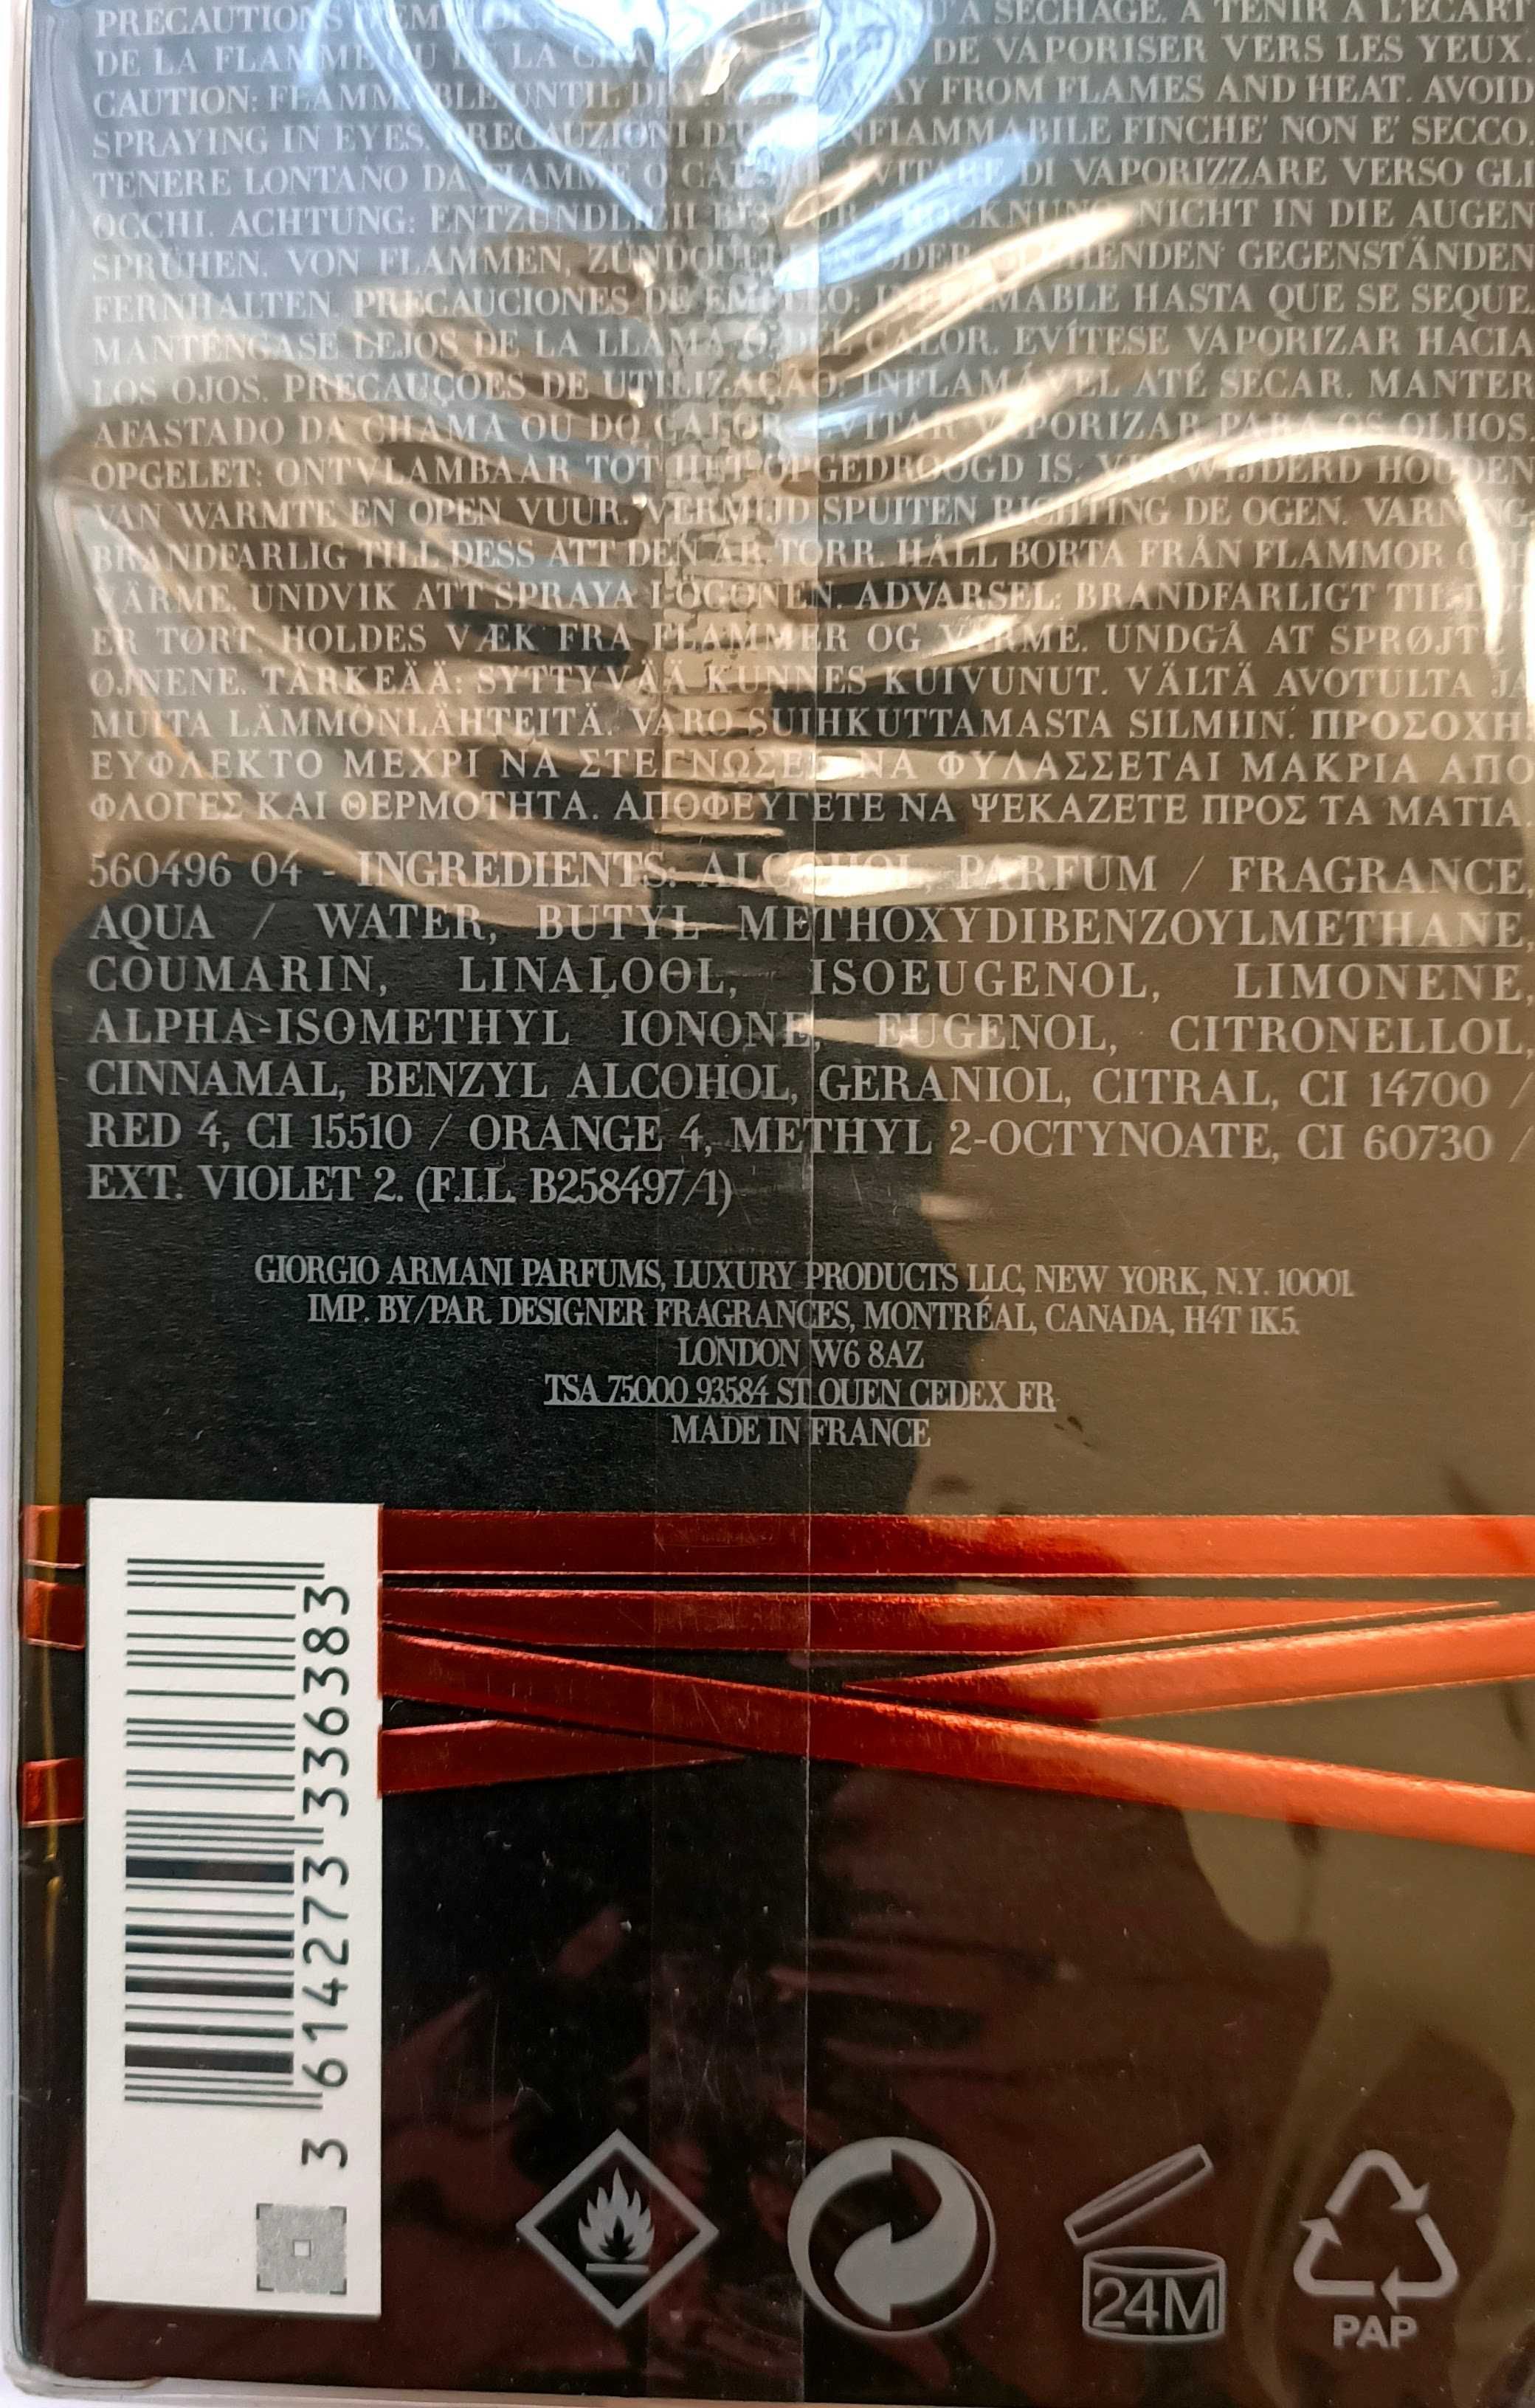 PRECAUTIONS U'À SÉCHAGE. À TENIR À L'ÉCART
DE LA FLAMME OU DE LA DE VAPORISER VERS LES YEUX.
CAUTION: FLAMMABLE UNTIL DRY. AWAY FROM FLAMES AND HEAT. AVOID
SPRAYING IN EYES. PRECAUZIONI D'USO INFIAMMABILE FINCHE' NON E' SECCO.
TENERE LONTANO DA FIAMME O CALORE EVITARE DI VAPORIZZARE VERSO GLI
OCCHI. ACHTUNG: ENTZÜNDLICH BIS ZUR TROCKNUNG NICHT IN DIE AUGEN
SPRÜHEN. VON FLAMMEN, ZÜNDQUELLEN ODER GLÜHENDEN GEGENSTÄNDEN
FERNHALTEN. PRECAUCIONES DE EMPLEO: INFLAMABLE HASTA QUE SE SEQUE
MANTÉNGASE LEJOS DE LA LLAMA O DEL CALOR. EVÍTESE VAPORIZAR HACIA
LOS OJOS. PRECAUÇÕES DE UTILIZAÇÃO: INFLAMÁVEL ATÉ SECAR. MANTER
AFASTADO DA CHAMA OU DO CALOR. EVITAR VAPORIZAR PARA OS OLHOS.
OPGELET: ONTVLAMBAAR TOT HET OPGEDROOGD IS. VERWIJDERD HOUDEN
VAN WARMTE EN OPEN VUUR. VERMIJD SPUITEN RICHTING DE OGEN. VARNING
BRANDFARLIG TILL DESS ATT DEN ÄR TORR. HÅLL BORTA FRÅN FLAMMOR OCH
VÄRME. UNDVIK ATT SPRAYA I ÖGONEN. ADVARSEL: BRANDFARLIGT TIL DET
ER TØRT. HOLDES VÆK FRA FLAMMER OG VARME. UNDGÅ AT SPRØJTE
ØJNENE. TÄRKEÄÄ: SYTTYVÄÄ KUNNES KUIVUNUT. VÄLTÄ AVOTULTA JA
MUITA LÄMMÖNLÄHTEITÄ. VARO SUIHKUTTAMASTA SILMIIN. ΠΡΟΣΟΧΗ
ΕΥΦΛΕΚΤΟ ΜΕΧΡΙ ΝΑ ΣΤΕΓΝΩΣΕΙ ΝΑ ΦΥΛΑΣΣΕΤΑΙ ΜΑΚΡΙΑ ΑΠΟ
ΦΛΟΓΕΣ ΚΑΙ ΘΕΡΜΟΤΗΤΑ. ΑΠΟΦΕΥΓΕΤΕ ΝΑ ΨΕΚΑΖΕΤΕ ΠΡΟΣ ΤΑ ΜΑΤΙΑ.
560496 04 - INGREDIENTS: ALCOHOL, PARFUM / FRAGRANCE,
AQUA / WATER, BUTYL METHOXYDIBENZOYLMETHANE,
COUMARIN, LINALOOL, ISOEUGENOL, LIMONENE,
ALPHA-ISOMETHYL IONONE, EUGENOL, CITRONELLOL,
CINNAMAL, BENZYL ALCOHOL, GERANIOL, CITRAL, CI 14700 /
RED 4, CI 15510 / ORANGE 4, METHYL 2-OCTYNOATE, CI 60730 /
EXT. VIOLET 2. (F.I.L. B258497/1)
GIORGIO ARMANI PARFUMS, LUXURY PRODUCTS LLC, NEW YORK, N.Y. 10001
IMP. BY/PAR. DESIGNER FRAGRANCES, MONTRÉAL, CANADA, H4T 1K5.
LONDON W6 8AZ
TSA 75000 93584 ST OUEN CEDEX FR
MADE IN FRANCE
3 614273 336383
24M
PAP